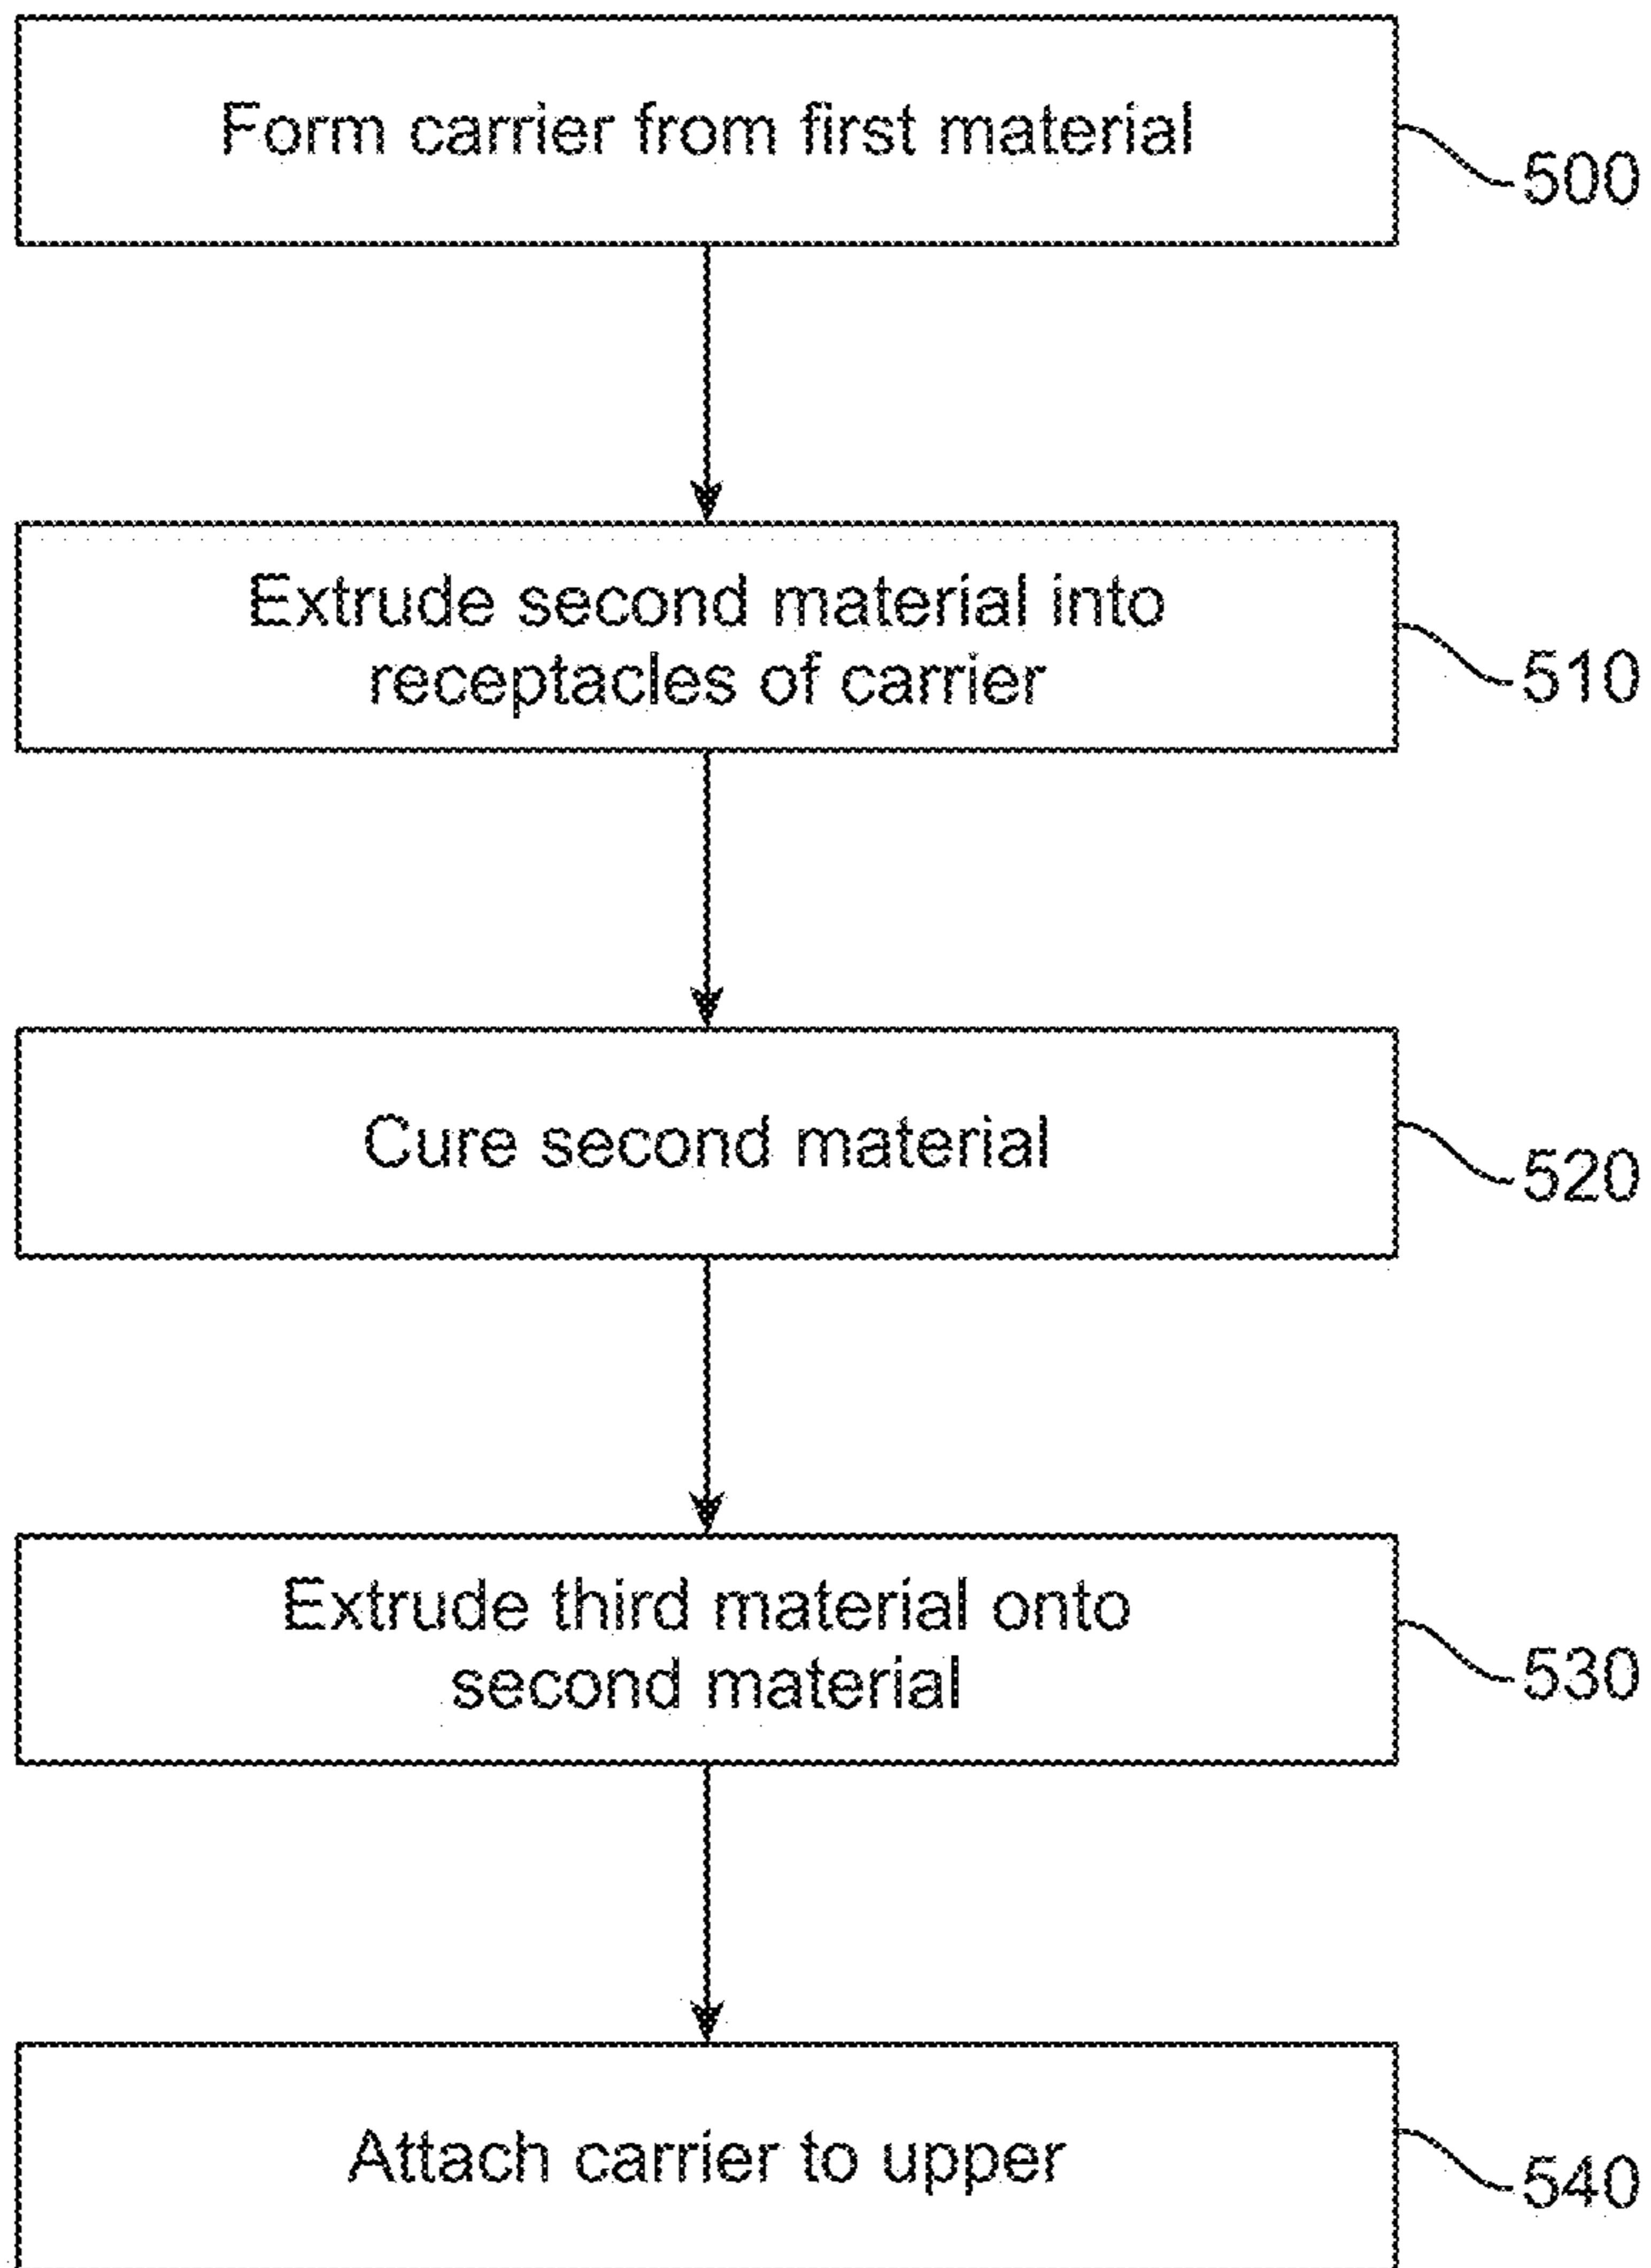 Form carrier from first material
500
Extrude second material into
receptacles of carrier
510
Cure second material
520
Extrude third material onto
second material
530
Attach carrier to upper
540